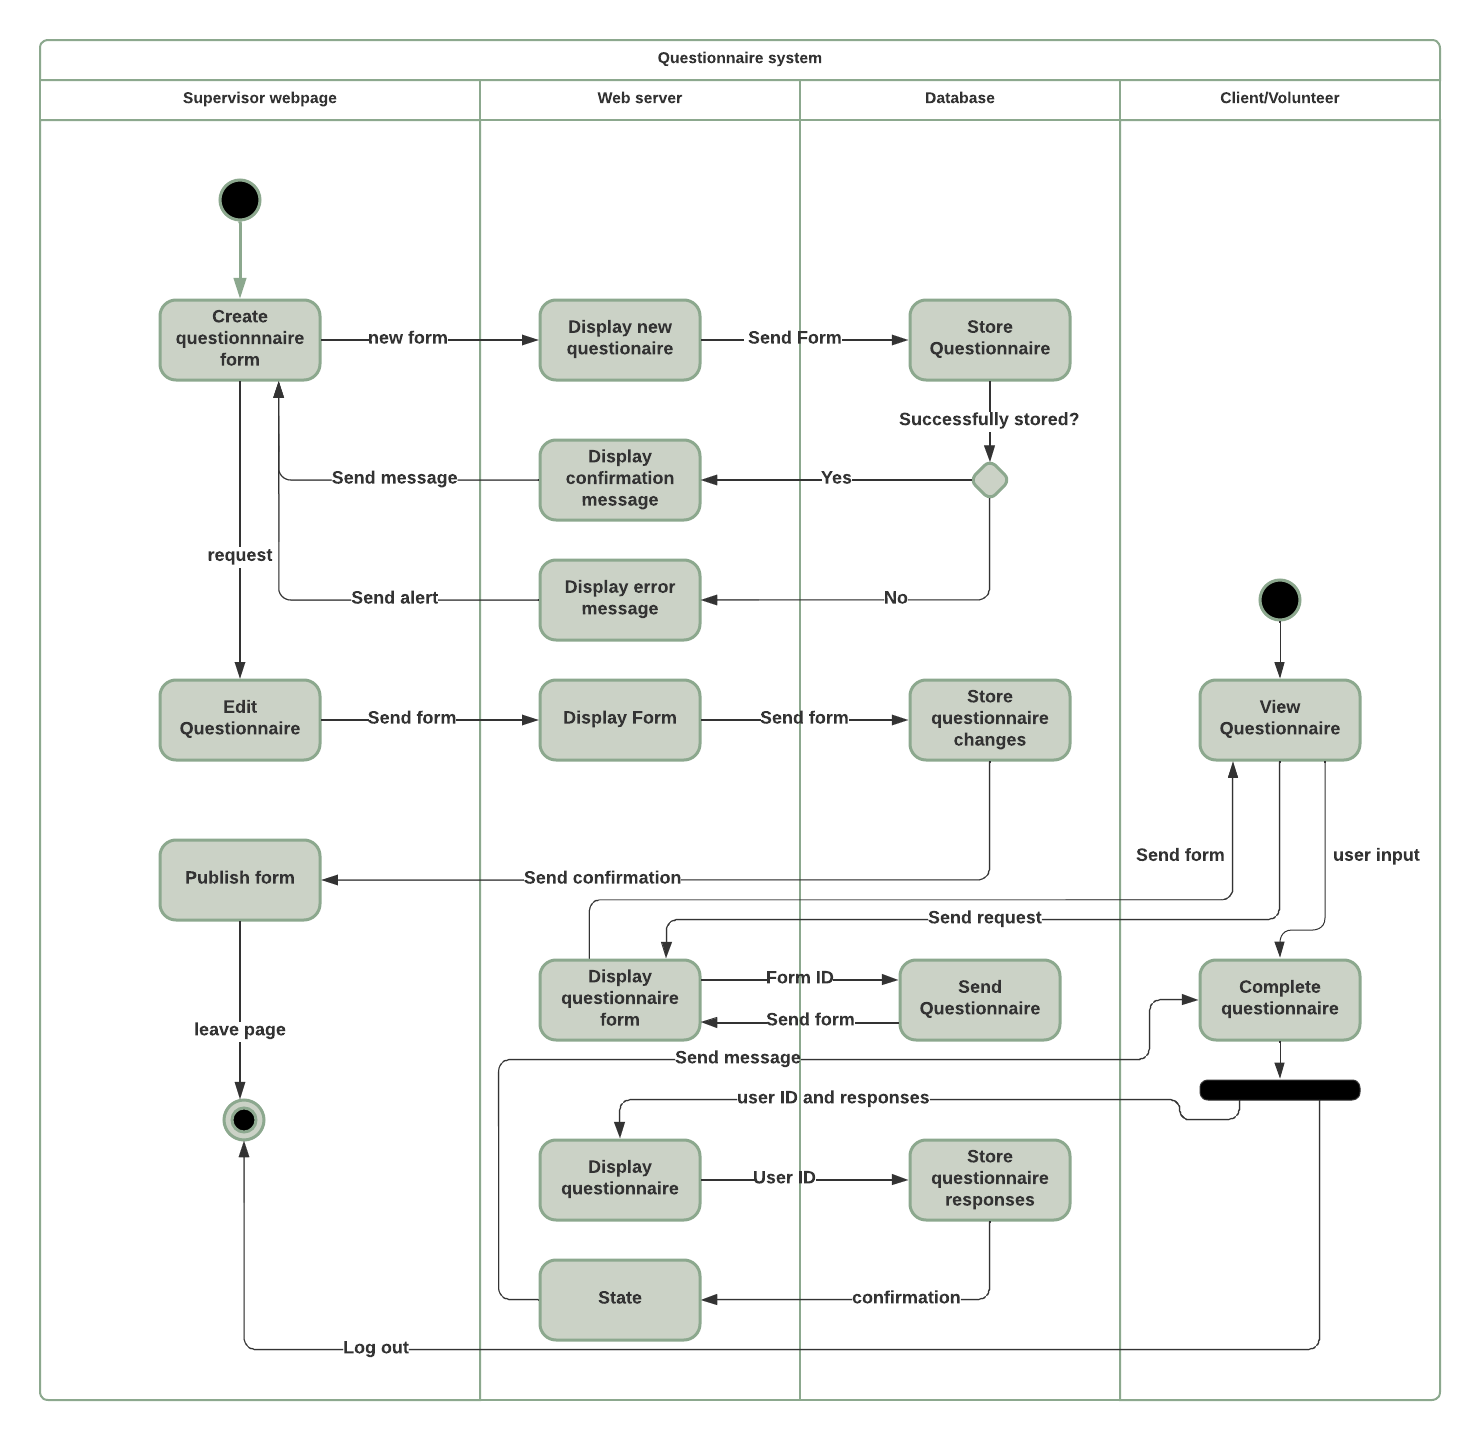 Questionnaire system
Supervisor webpage
Web server
Database
Client/Volunteer
Create
questionnnaire
form
new form
Display new
questionaire
Send Form
Store
Questionnaire
Successfully stored?
Display
confirmation
message
Send message
Yes
request
Display error
message
Send alert
No
Edit
Questionnaire
Send form
Display Form
Send form
Store
questionnaire
changes
View
Questionnaire
Send form
user input
Publish form
Send confirmation
Send request
Display
questionnaire
form
Form ID
Send form
Send
Questionnaire
Complete
questionnaire
leave page
Send message
user ID and responses
Display
questionnaire
User ID
Store
questionnaire
responses
State
confirmation
Log out